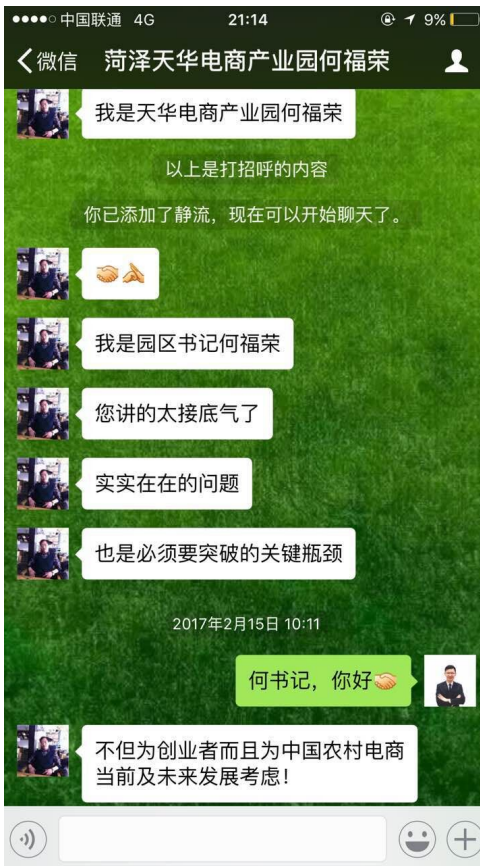 中国联通 4G 21:14 9%
微信 菏泽天华电商产业园何福荣
我是天华电商产业园何福荣
以上是打招呼的内容
你已添加了静流，现在可以开始聊天了。
我是园区书记何福荣
您讲的太接底气了
实实在在的问题
也是必须要突破的关键瓶颈
2017年2月15日 10:11
何书记，你好
不但为创业者而且为中国农村电商
当前及未来发展考虑！